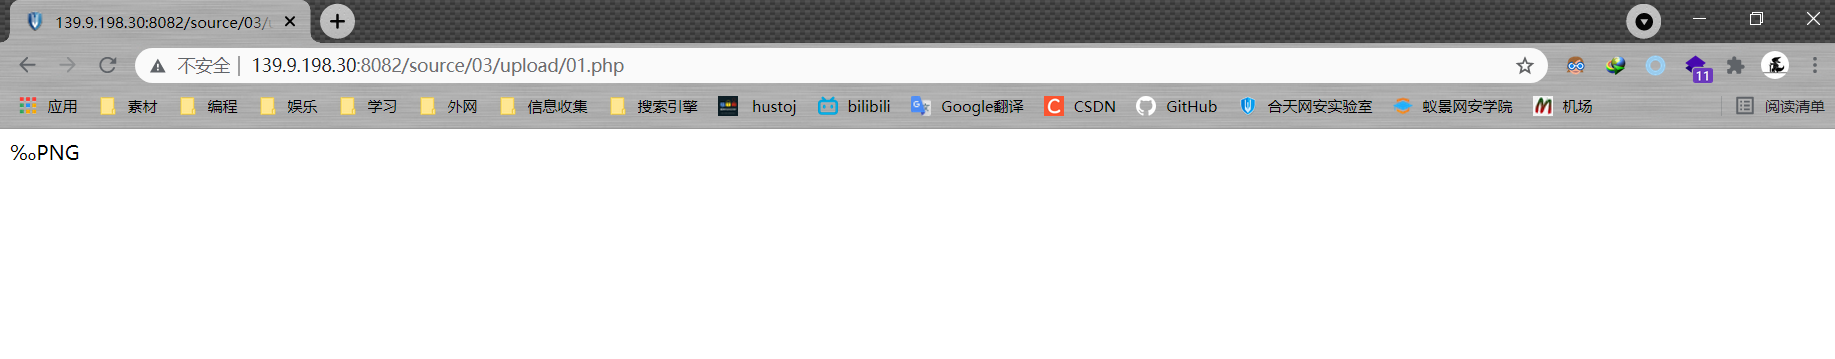 139.9.198.30:8082/source/03/u
不安全 | 139.9.198.30:8082/source/03/upload/01.php
11
应用 素材 编程 娱乐 学习 外网 信息收集 搜索引擎 hustoj bilibili Google翻译 CSDN GitHub 合天网安实验室 蚁景网安学院 机场 阅读清单
‰PNG